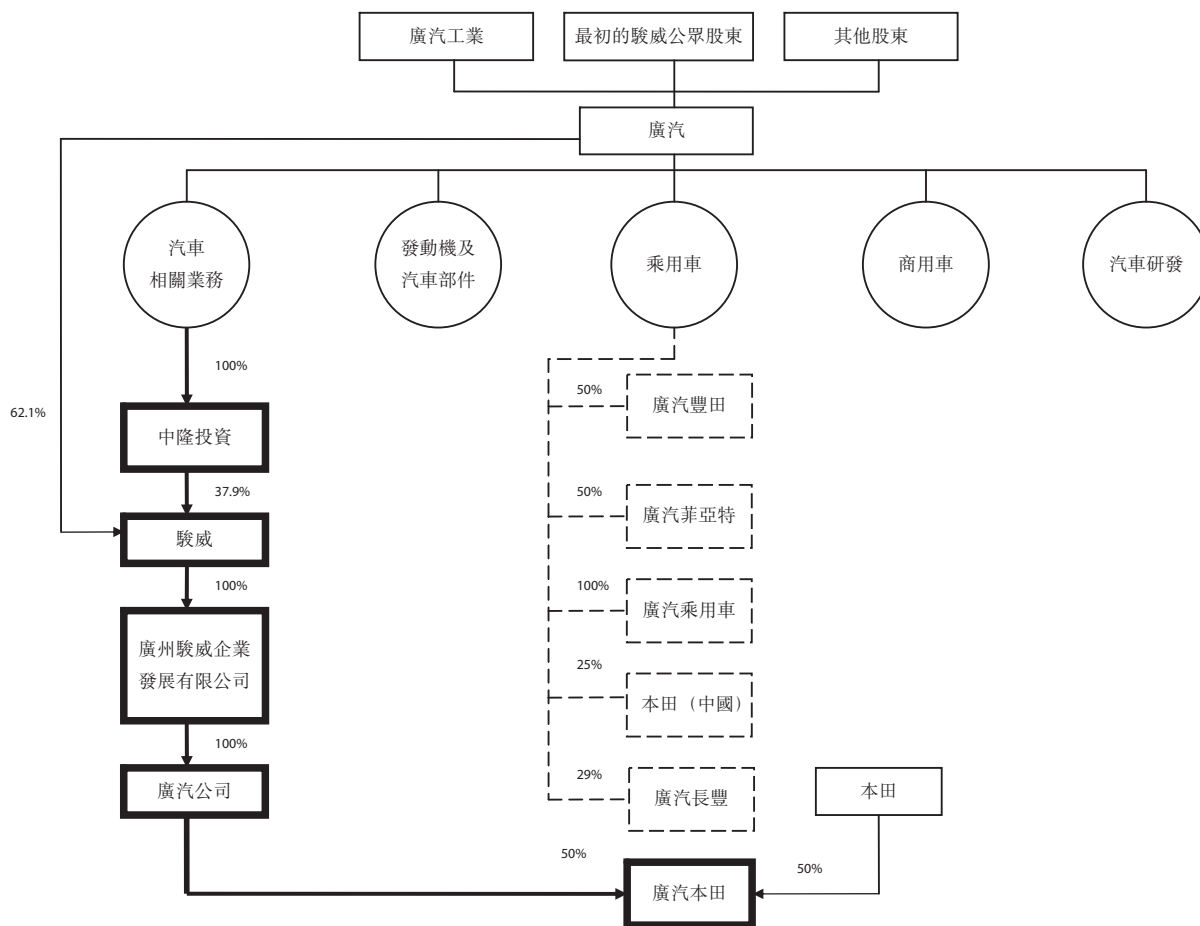 廣汽工業
最初的駿威公眾股東
其他股東
廣汽
汽車
相關業務
發動機及
汽車部件
乘用車
商用車
汽車研發
100%
50%
廣汽豐田
62.1%
中隆投資
37.9%
50%
廣汽菲亞特
駿威
100%
100%
廣汽乘用車
廣州駿威企業
發展有限公司
25%
本田（中國）
100%
29%
廣汽公司
廣汽長豐
本田
50%
50%
廣汽本田